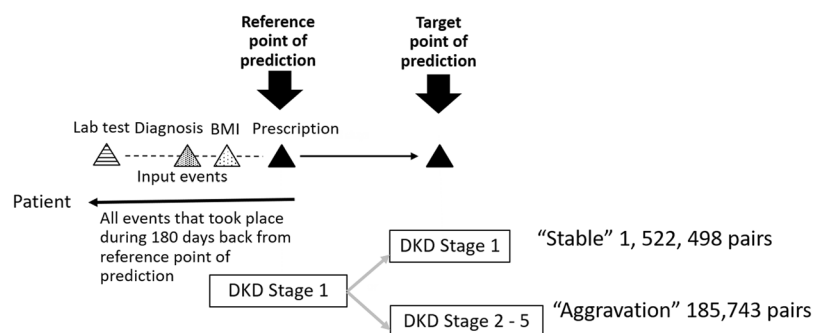 Reference
point of
prediction
Target
point of
prediction
Lab test Diagnosis BMI Prescription
Input events
Patient
All events that took place
during 180 days back from
reference point of
prediction
DKD Stage 1
DKD Stage 1
“Stable” 1, 522, 498 pairs
DKD Stage 2 - 5
“Aggravation” 185,743 pairs